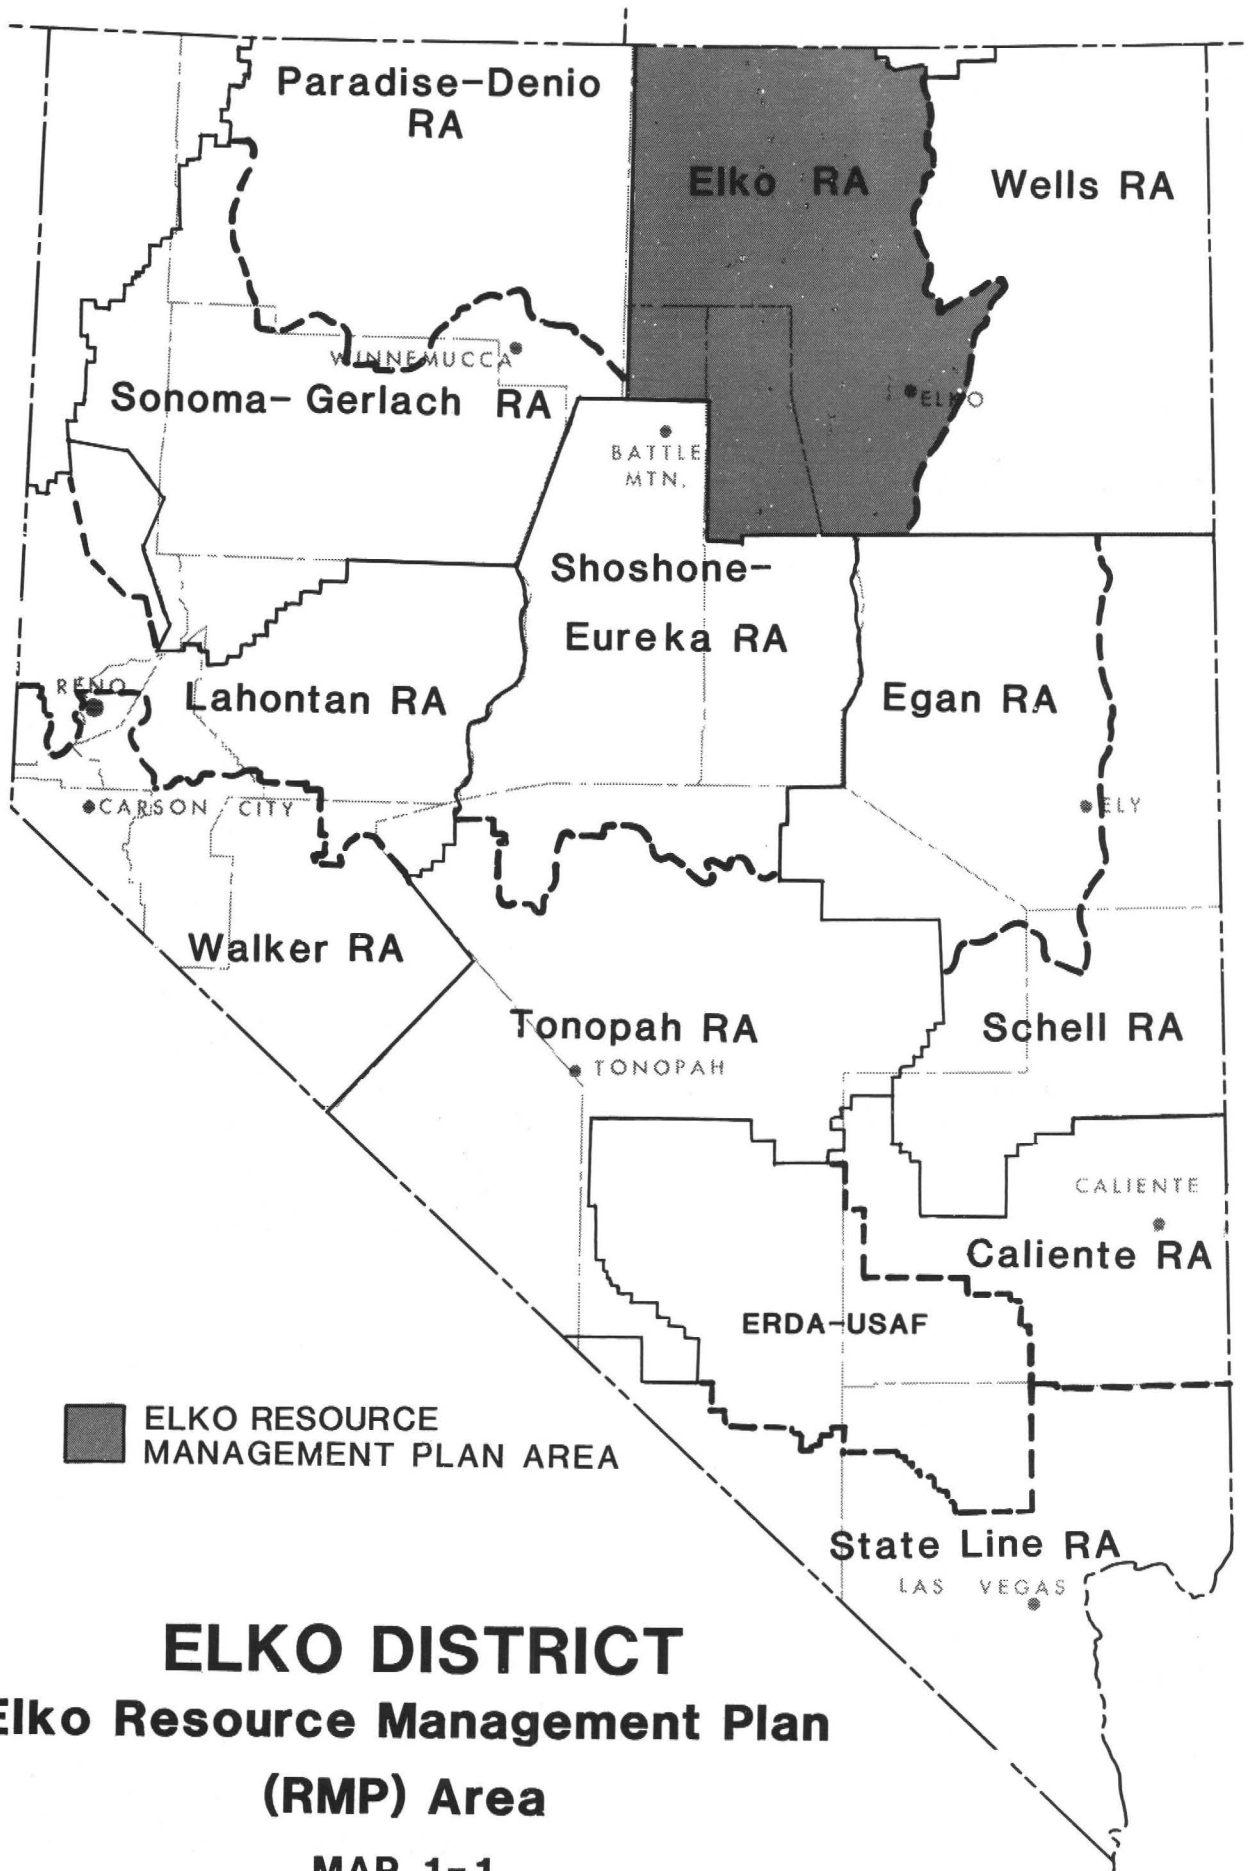 Paradise-Denio
RA
Elko RA
Wells RA
WINNEMUCCA
Sonoma- Gerlach RA
ELKO
BATTLE
MTN.
Shoshone-
Eureka RA
RENO
Lahontan RA
Egan RA
CARSON CITY
ELY
Walker RA
Tonopah RA
TONOPAH
Schell RA
CALIENTE
Caliente RA
ERDA-USAF
ELKO RESOURCE
MANAGEMENT PLAN AREA
State Line RA
LAS VEGAS
ELKO DISTRICT
Elko Resource Management Plan
(RMP) Area
MAP 1-1